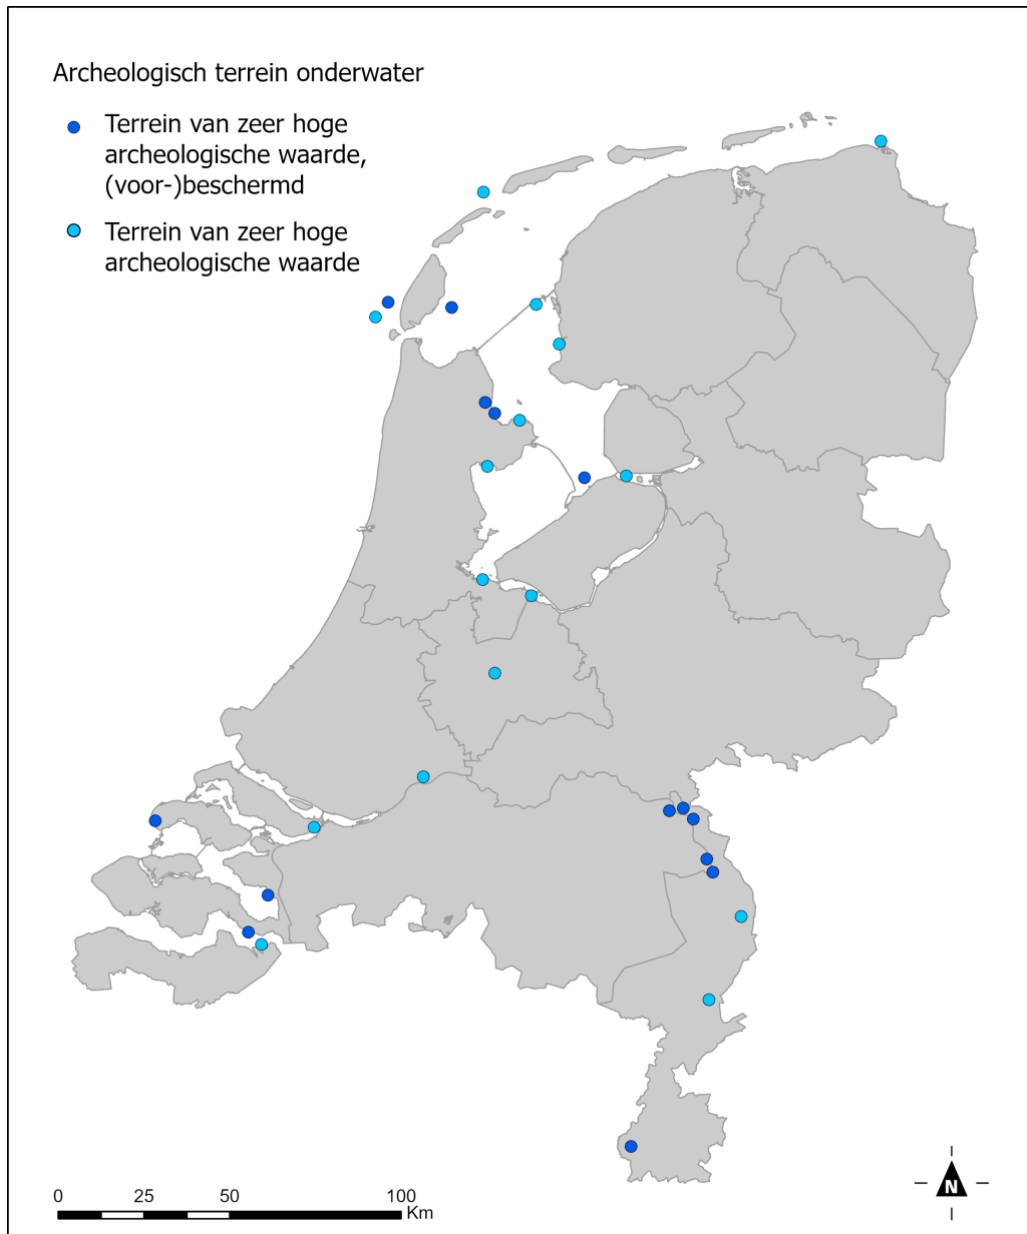 Archeologisch terrein onderwater
Terrein van zeer hoge
archeologische waarde,
(voor-)beschermd
Terrein van zeer hoge
archeologische waarde
0 25 50 100
Km
N